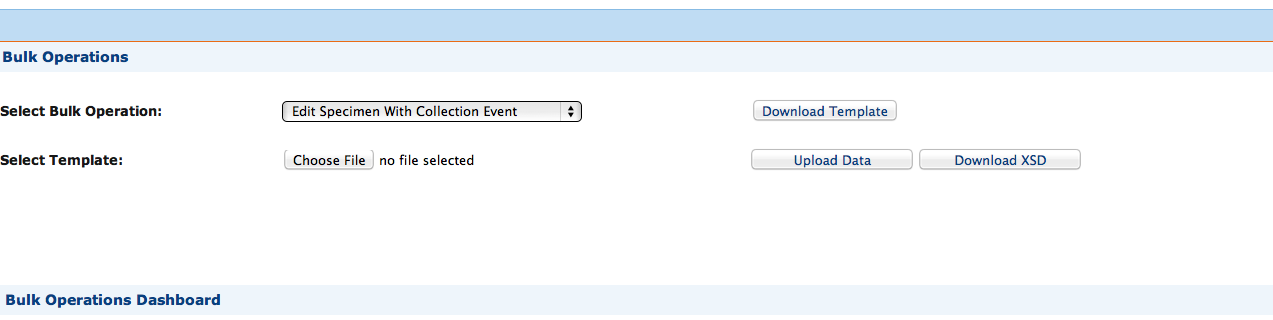 Bulk Operations
Select Bulk Operation: Edit Specimen With Collection Event Download Template
Select Template: Choose File no file selected Upload Data Download XSD
Bulk Operations Dashboard